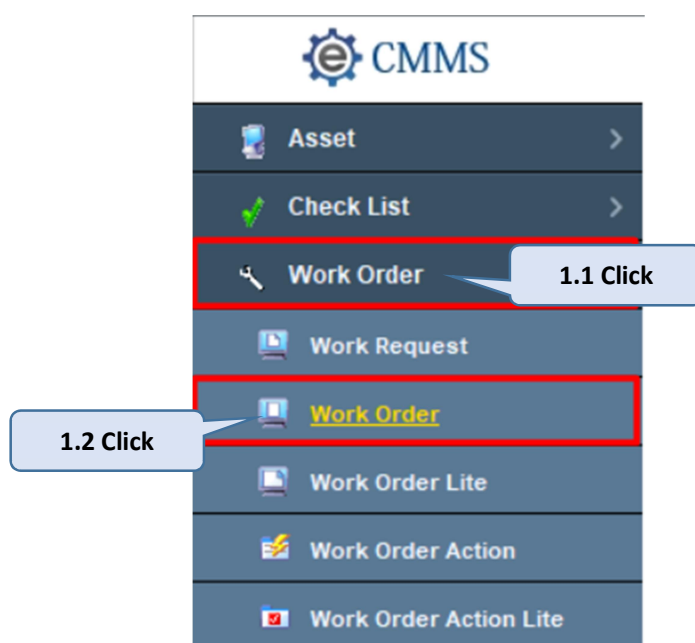 e CMMS
Asset
Check List
Work Order
1.1 Click
Work Request
Work Order
1.2 Click
Work Order Lite
Work Order Action
Work Order Action Lite